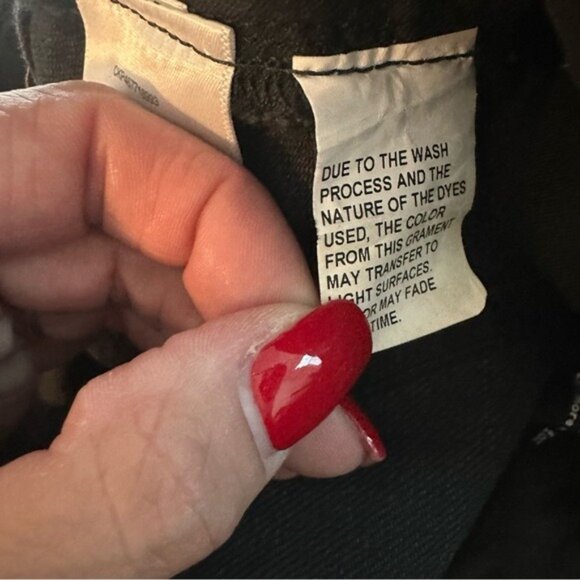 DUE TO THE WASH
PROCESS AND THE
NATURE OF THE DYES
USED, THE COLOR
FROM THIS GRAMENT
MAY TRANSFER TO
LIGHT SURFACES.
MAY FADE
TIME.